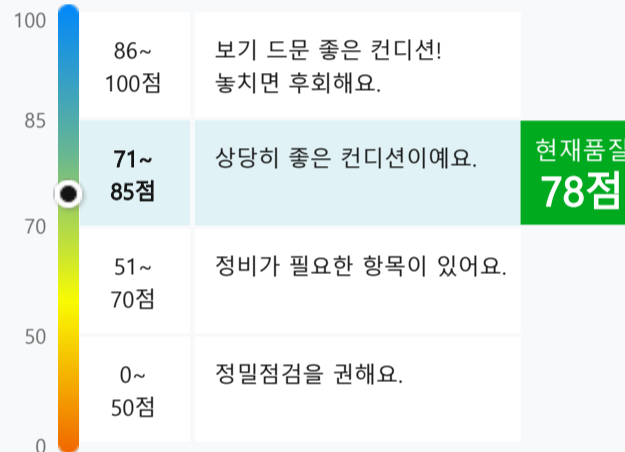 100
86~
100점
보기 드문 좋은 컨디션!
놓치면 후회해요.
85
71~
85점
상당히 좋은 컨디션이예요.
현재품질
78점
70
51~
70점
정비가 필요한 항목이 있어요.
50
0~
50점
정밀점검을 권해요.
0